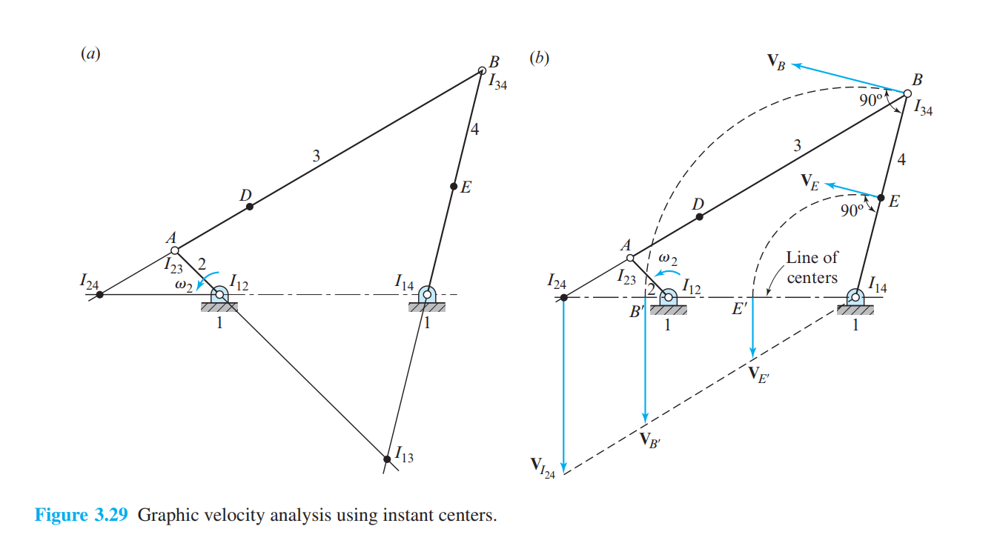 (a)
B
I34
4
3
E
D
A
I23
2
I24
ω2
I12
I14
1
1
I13
(b)
VB
B
90º
I34
3
4
VE
D
E
90º
A
ω2
Line of
centers
I23
I24
2
I12
I14
B′
E′
1
1
VE′
VB′
VI24
Figure 3.29 Graphic velocity analysis using instant centers.